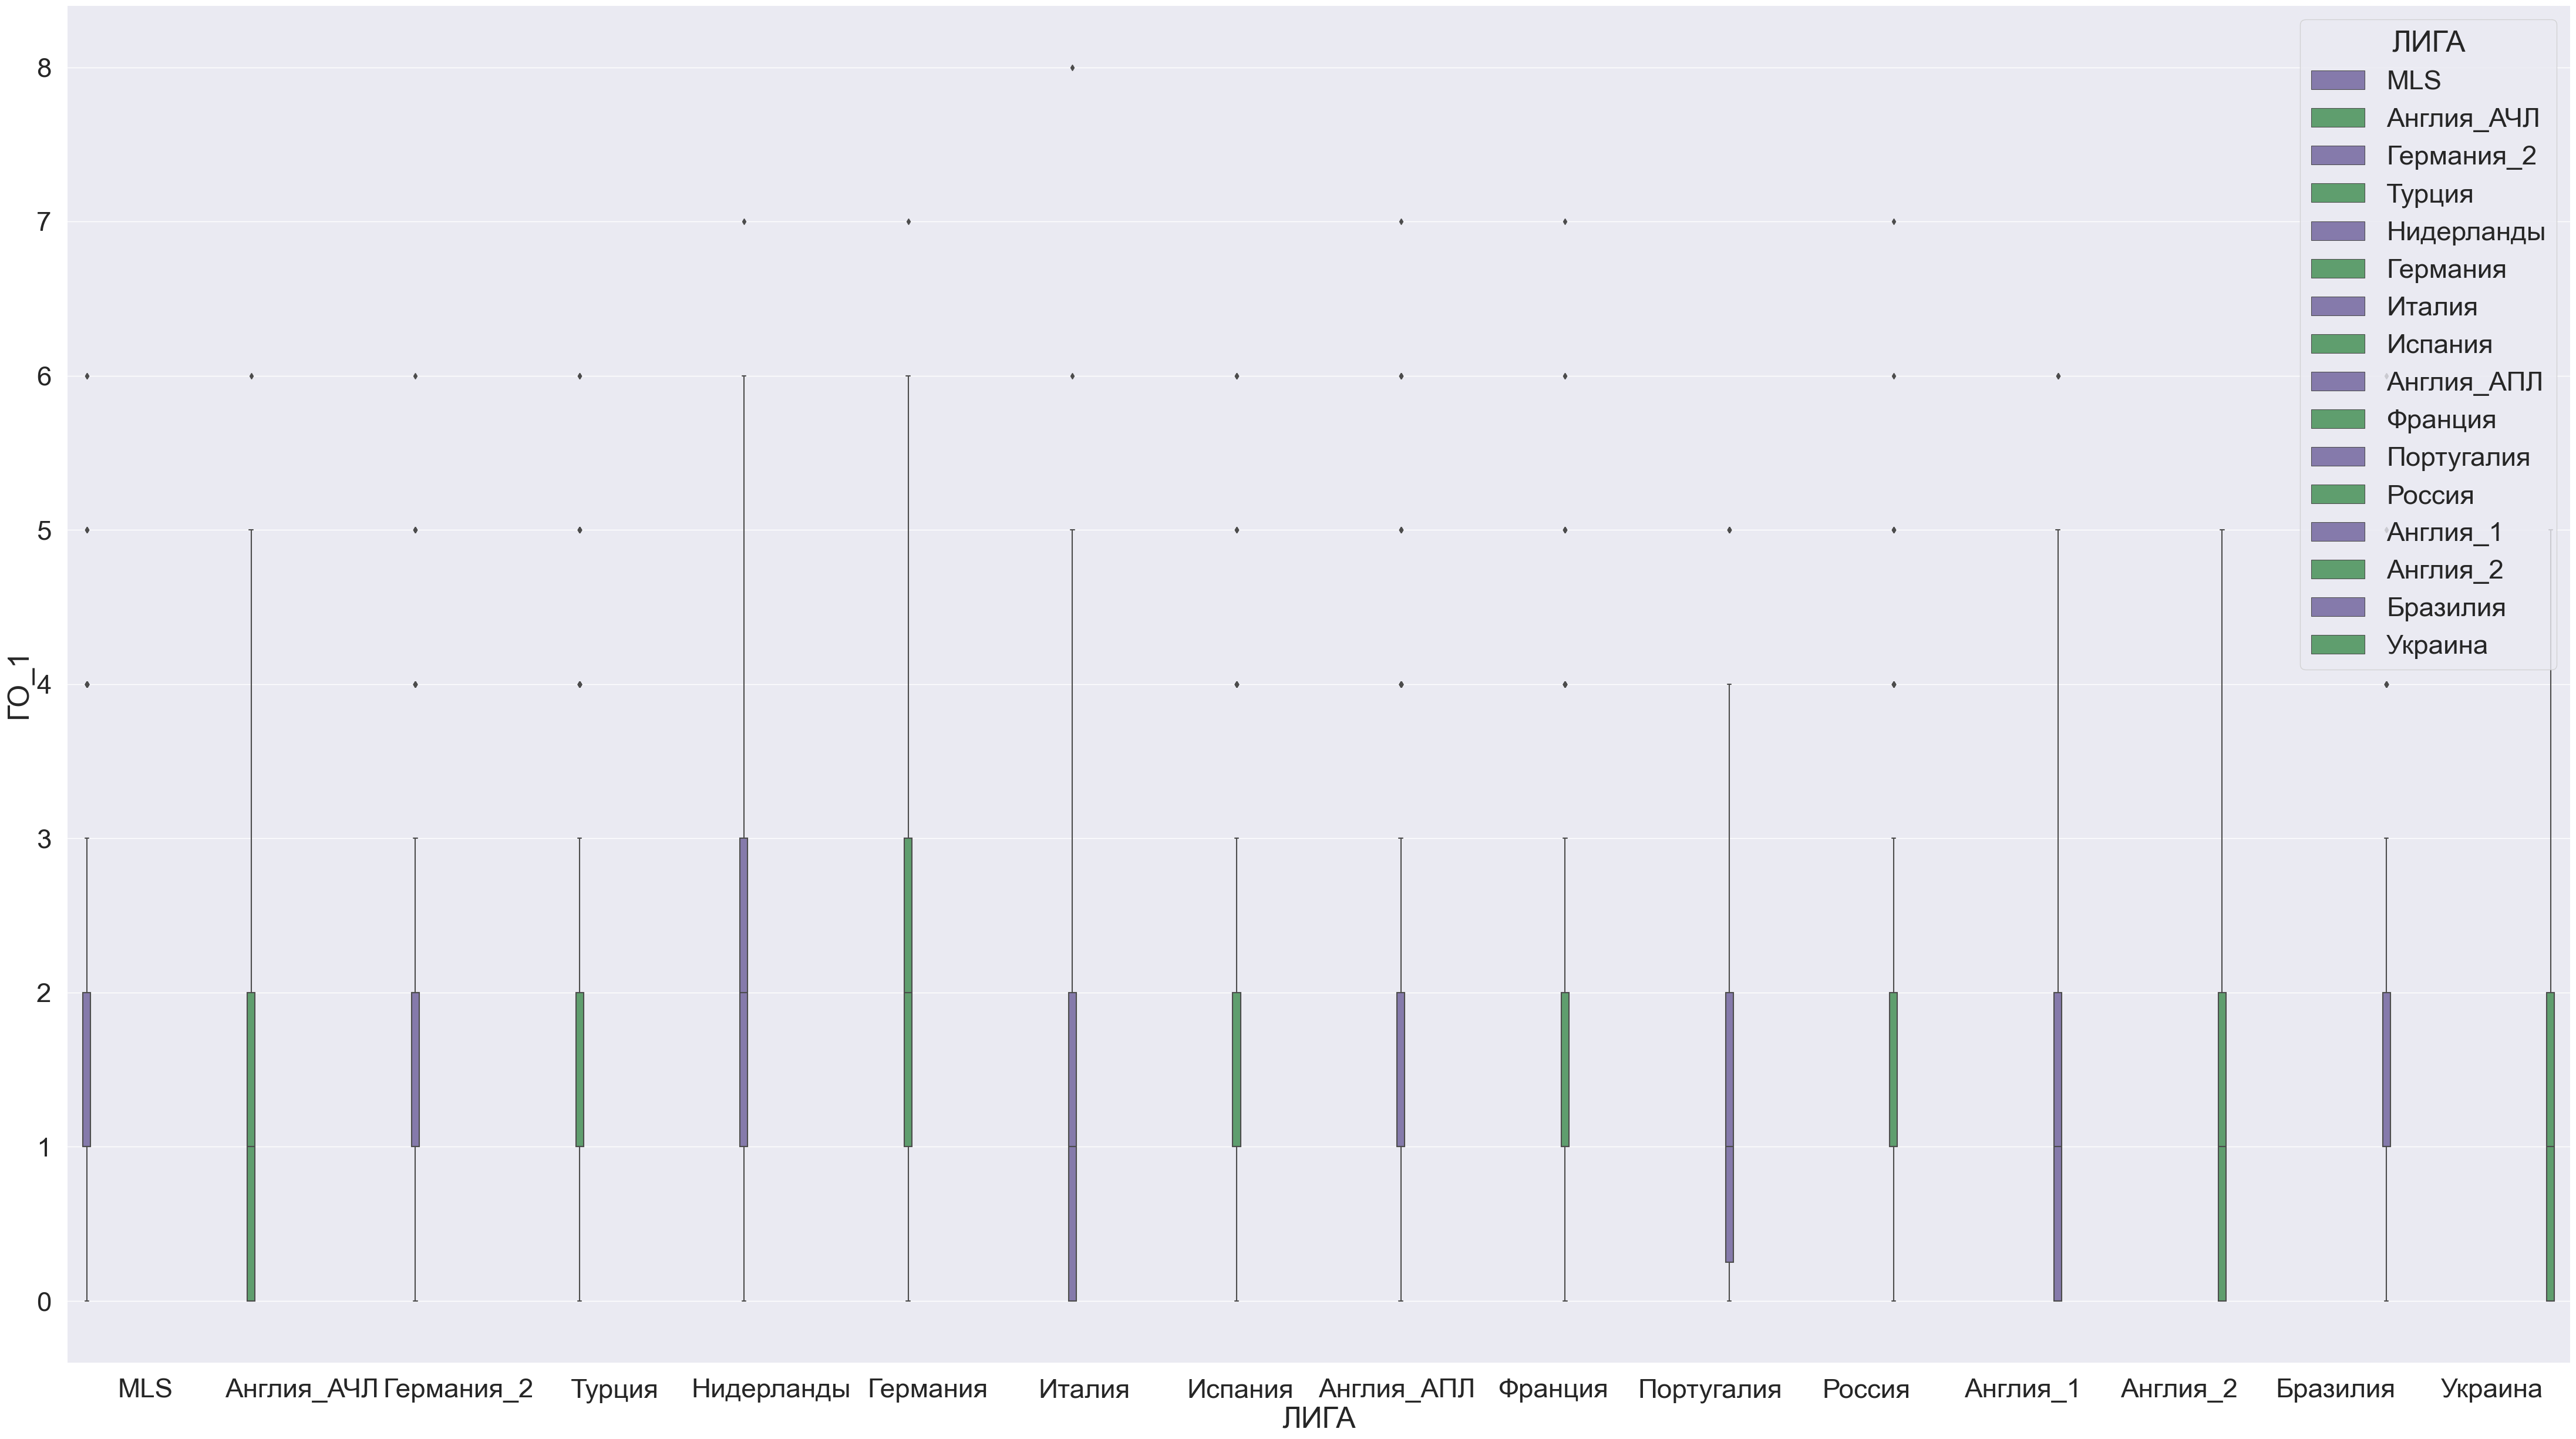 8
7
6
5
4
3
2
1
0
ГО_1
MLS Англия_АЧЛ Германия_2 Турция Нидерланды Германия Италия Испания Англия_АПЛ Франция Португалия Россия Англия_1 Англия_2 Бразилия Украина
ЛИГА
ЛИГА
MLS
Англия_АЧЛ
Германия_2
Турция
Нидерланды
Германия
Италия
Испания
Англия_АПЛ
Франция
Португалия
Россия
Англия_1
Англия_2
Бразилия
Украина